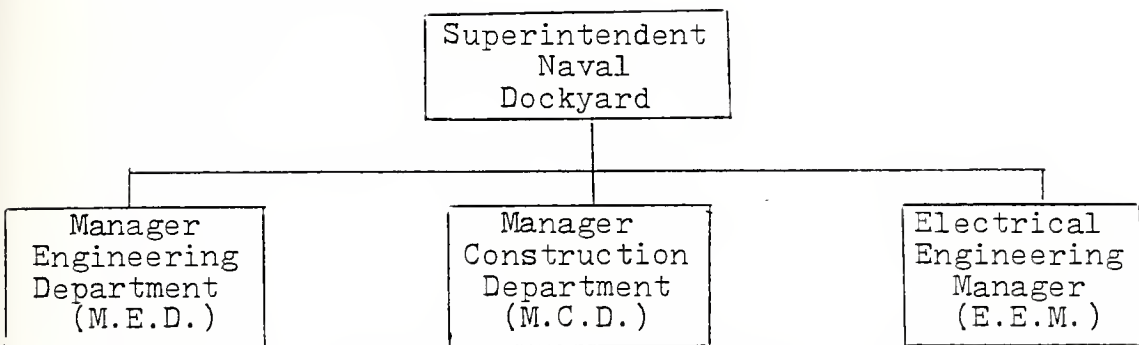 Superintendent
Naval
Dockyard
Manager
Engineering
Department
(M.E.D.)
Manager
Construction
Department
(M.C.D.)
Electrical
Engineering
Manager
(E.E.M.)